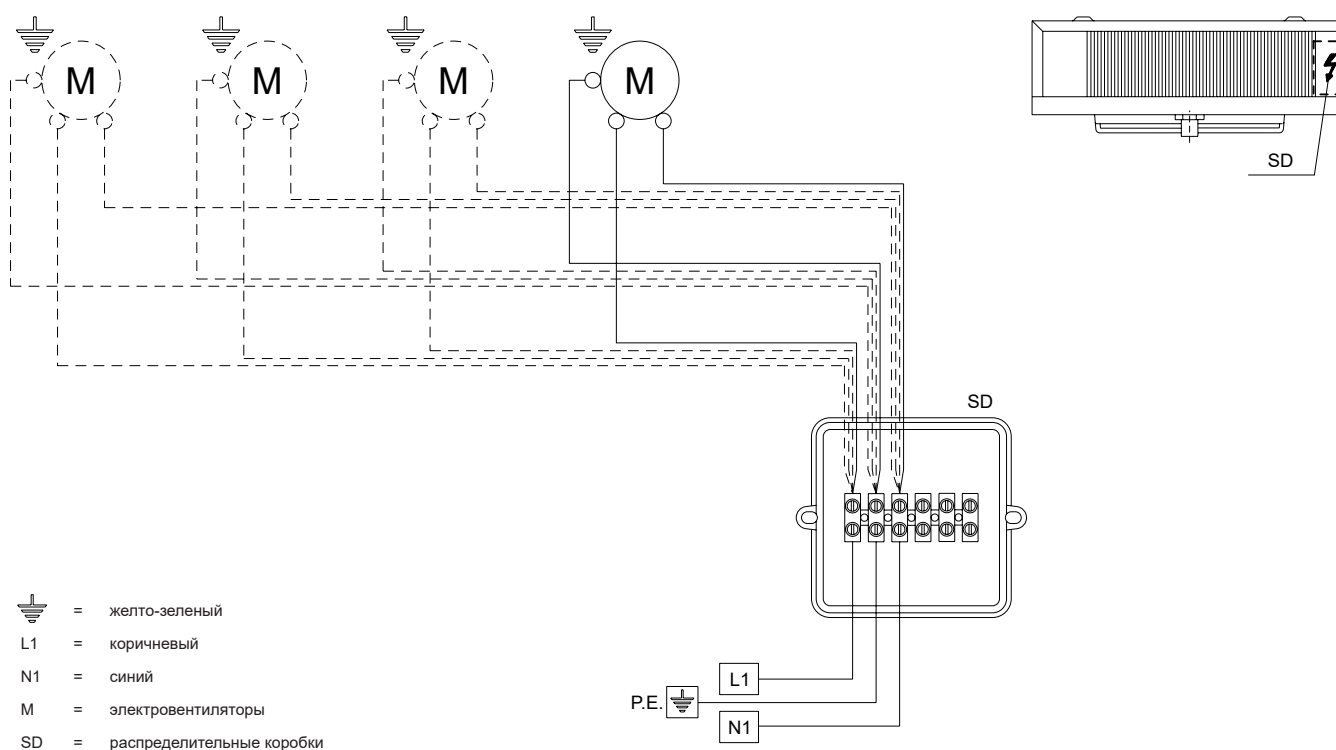 M M M M
SD
SD
= желто-зеленый
L1 = коричневый
N1 = синий
M = электровентиляторы
SD = распределительные коробки
L1
P.E.
N1